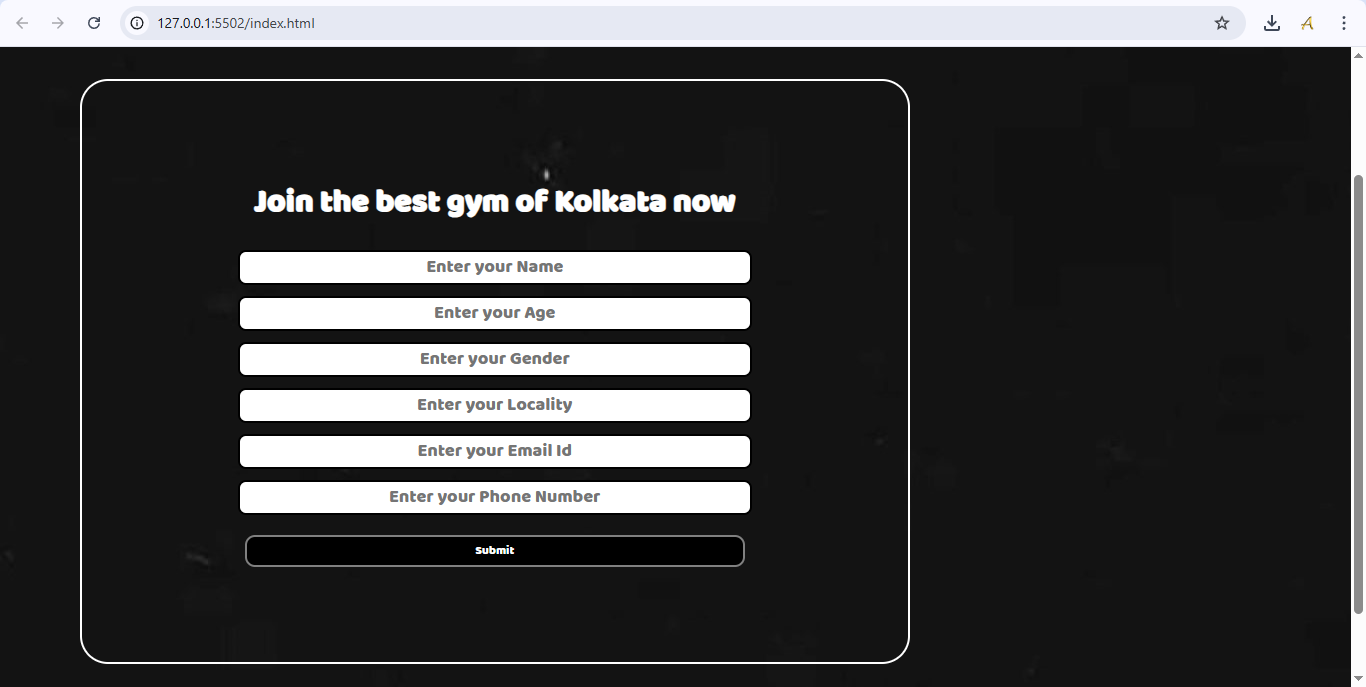 127.0.0.1:5502/index.html
Join the best gym of Kolkata now
Enter your Name
Enter your Age
Enter your Gender
Enter your Locality
Enter your Email Id
Enter your Phone Number
Submit